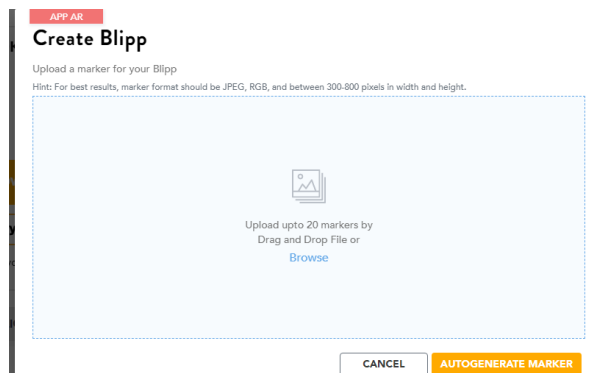 APP AR
Create Blipp
Upload a marker for your Blipp
Hint: For best results, marker format should be JPEG, RGB, and between 300-800 pixels in width and height.
Upload upto 20 markers by
Drag and Drop File or
Browse
CANCEL
AUTOGENERATE MARKER